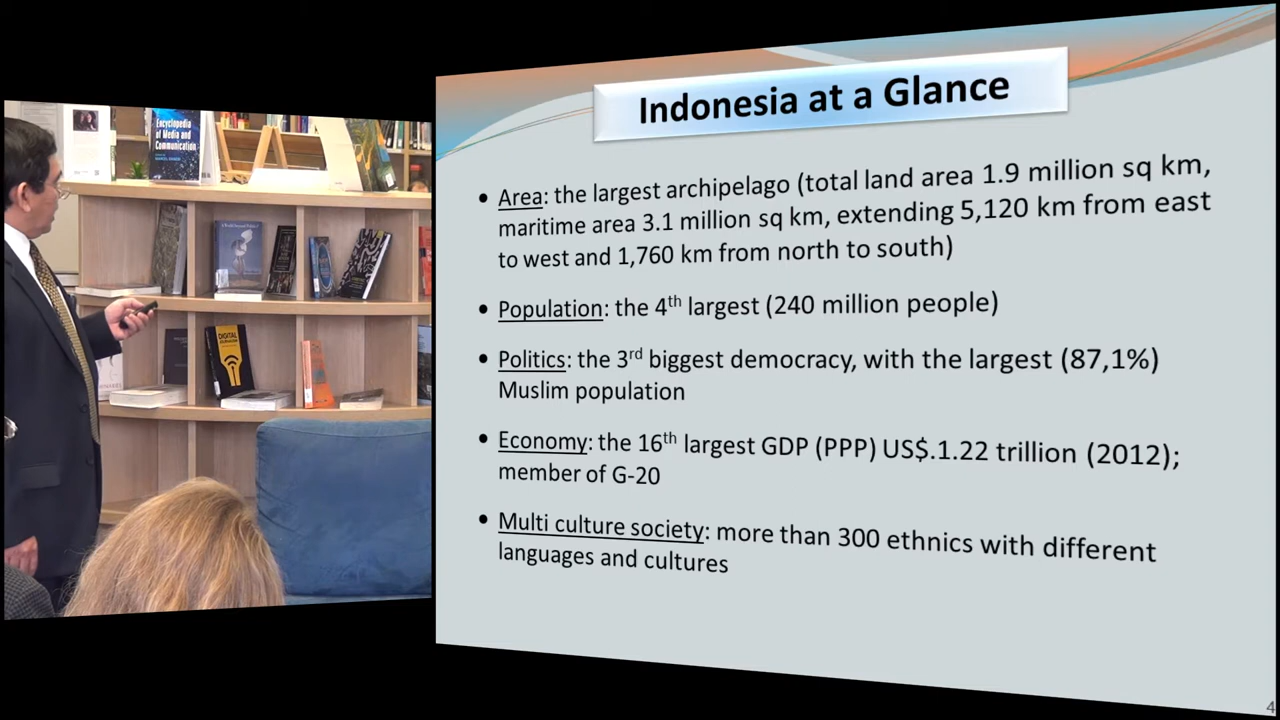 Encyclopedia
of Media and
Communication
DIGITAL
Indonesia at a Glance
• Area: the largest archipelago (total land area 1.9 million sq km,
maritime area 3.1 million sq km, extending 5,120 km from east
to west and 1,760 km from north to south)
• Population: the 4th largest (240 million people)
• Politics: the 3rd biggest democracy, with the largest (87,1%)
Muslim population
• Economy: the 16th largest GDP (PPP) US$.1.22 trillion (2012);
member of G-20
• Multi culture society: more than 300 ethnics with different
languages and cultures
4